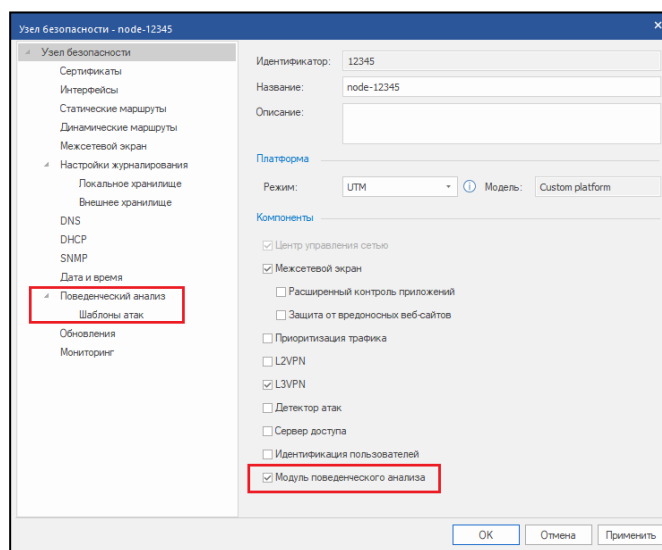 Узел безопасности - node-12345
×
Узел безопасности
Сертификаты
Интерфейсы
Статические маршруты
Динамические маршруты
Межсетевой экран
Настройки журналирования
Локальное хранилище
Внешнее хранилище
DNS
DHCP
SNMP
Дата и время
Поведенческий анализ
Шаблоны атак
Обновления
Мониторинг
Идентификатор: 12345
Название: node-12345
Описание:
Платформа
Режим: UTM Модель: Custom platform
Компоненты
Центр управления сетью
Межсетевой экран
Расширенный контроль приложений
Защита от вредоносных веб-сайтов
Приоритизация трафика
L2VPN
L3VPN
Детектор атак
Сервер доступа
Идентификация пользователей
Модуль поведенческого анализа
OK Отмена Применить